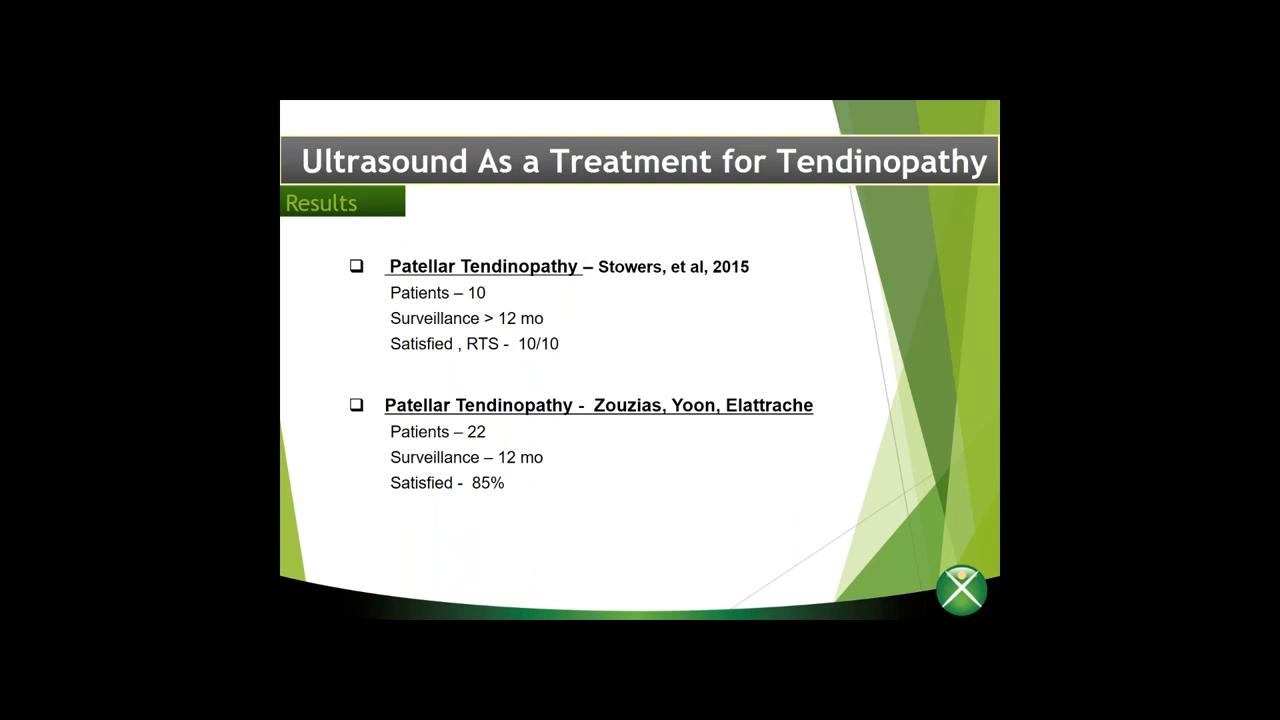 Ultrasound As a Treatment for Tendinopathy
Results
Patellar Tendinopathy – Stowers, et al, 2015
Patients – 10
Surveillance > 12 mo
Satisfied , RTS - 10/10
Patellar Tendinopathy - Zouzias, Yoon, Elattrache
Patients – 22
Surveillance – 12 mo
Satisfied - 85%